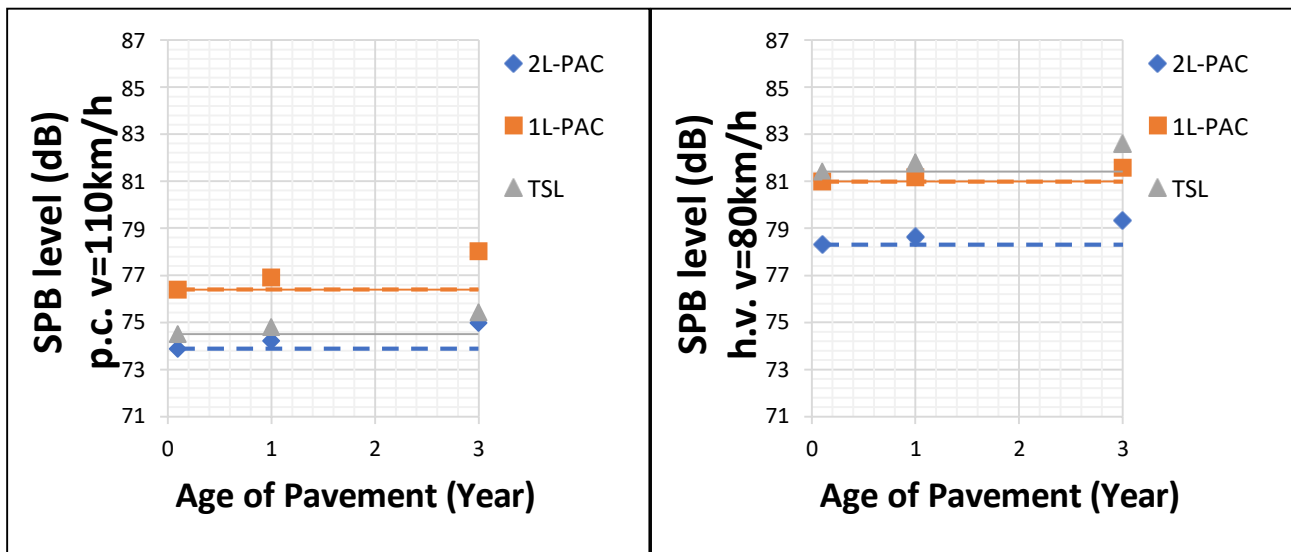 SPB level (dB)
p.c. v=110km/h
87
85
83
81
79
77
75
73
71
0
1
2
3
Age of Pavement (Year)
2L-PAC
1L-PAC
TSL
SPB level (dB)
h.v. v=80km/h
87
85
83
81
79
77
75
73
71
0
1
2
3
Age of Pavement (Year)
2L-PAC
1L-PAC
TSL